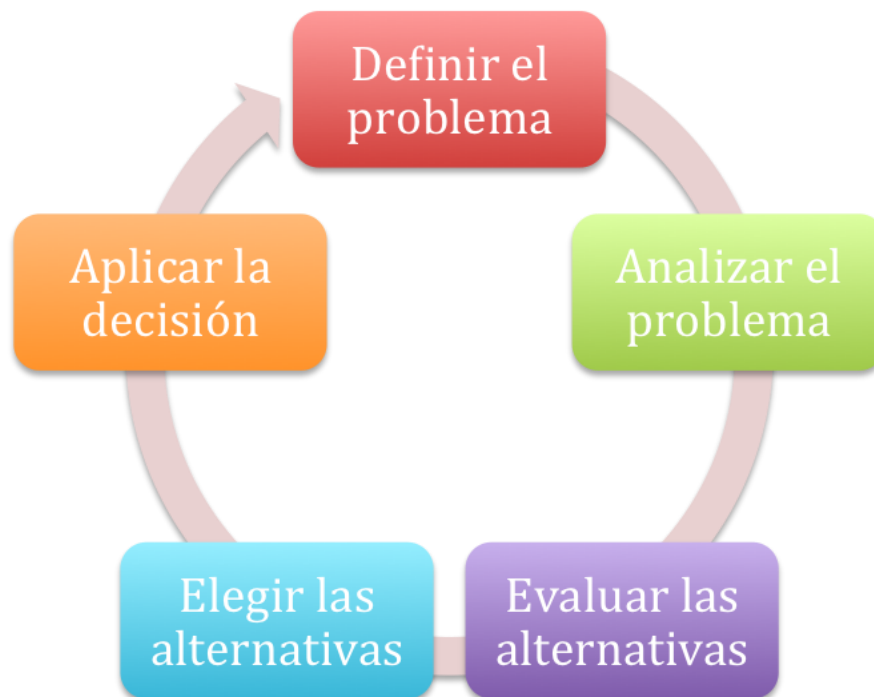 Definir el
problema
Analizar el
problema
Evaluar las
alternativas
Elegir las
alternativas
Aplicar la
decisión